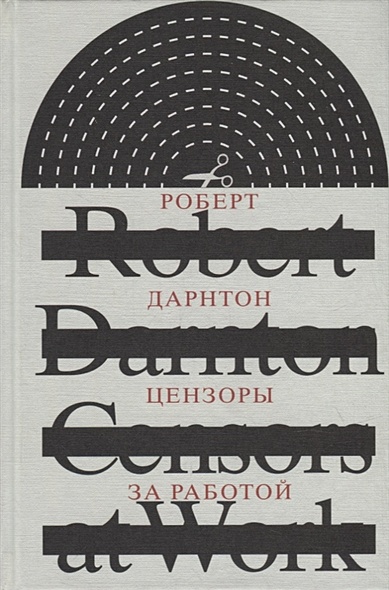 РОБЕРТ
Robert
ДАРНТОН
Darnton
ЦЕНЗОРЫ
Censors
ЗА РАБОТОЙ
at Work